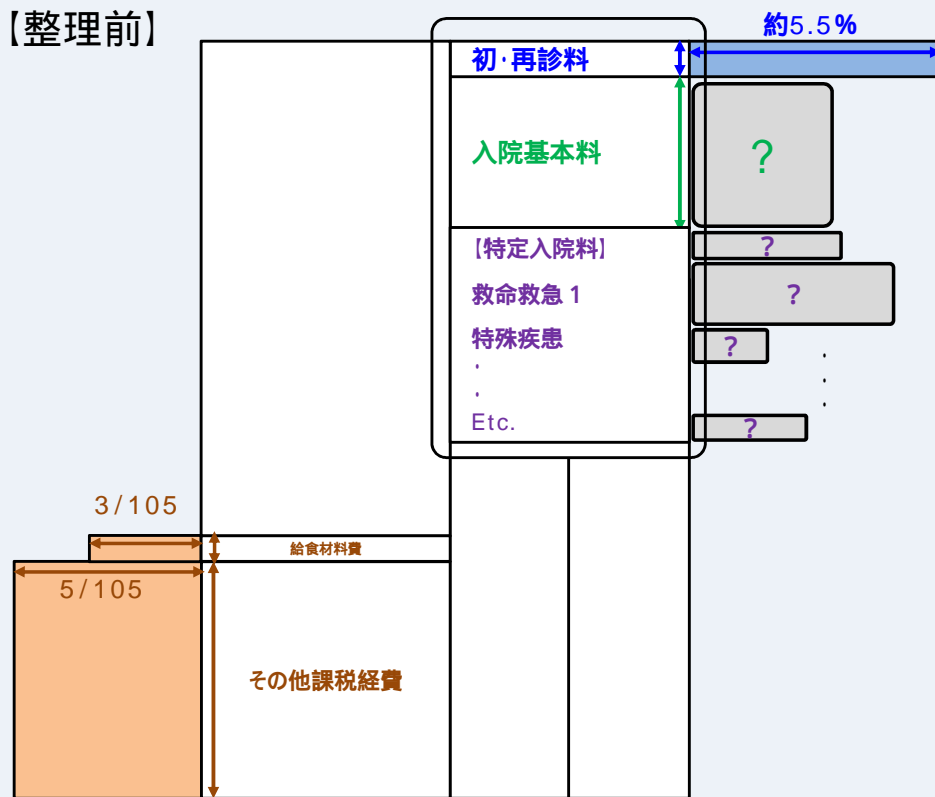 【整理前】
約5.5%
初・再診料
入院基本料
?
【特定入院料】
?
救命救急1
?
特殊疾患
?
・
・
Etc.
?
3/105
給食材料費
5/105
その他課税経費